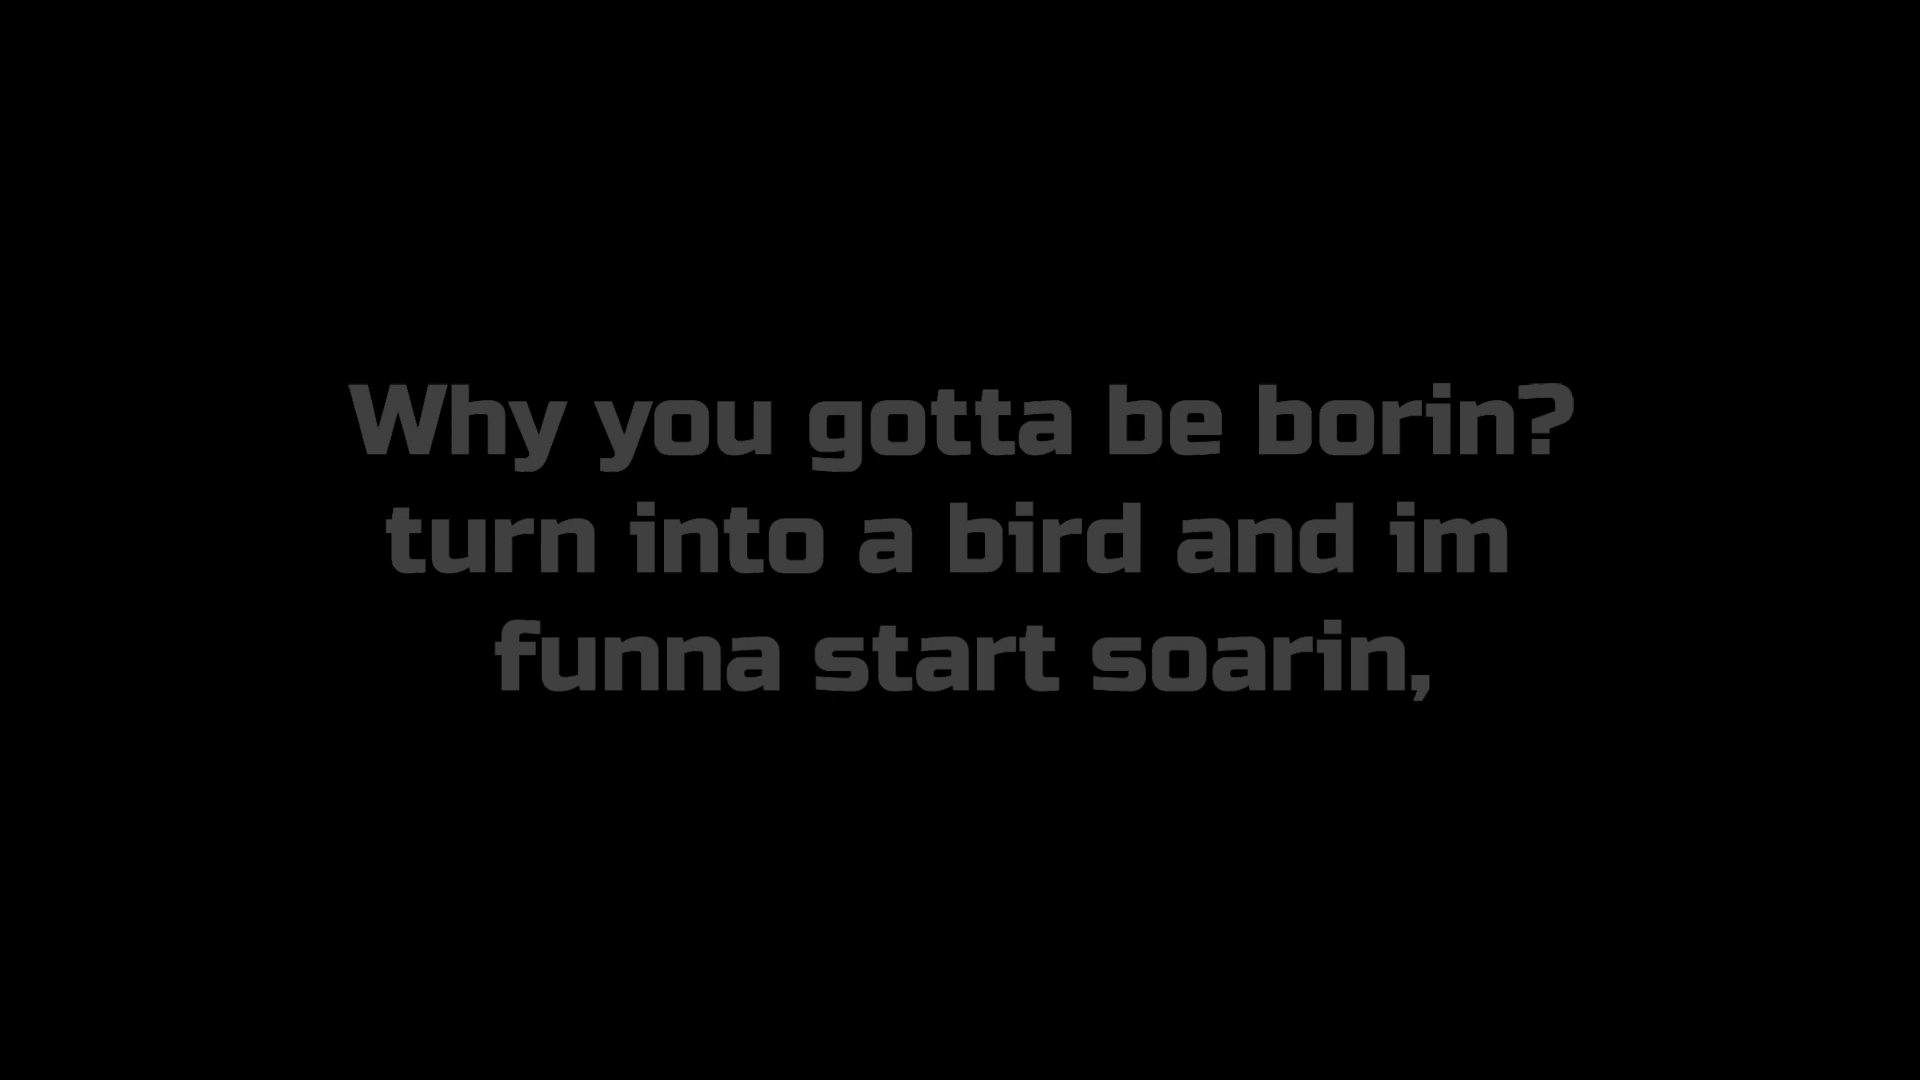 Why you gotta be borin?
turn into a bird and im
funna start soarin,